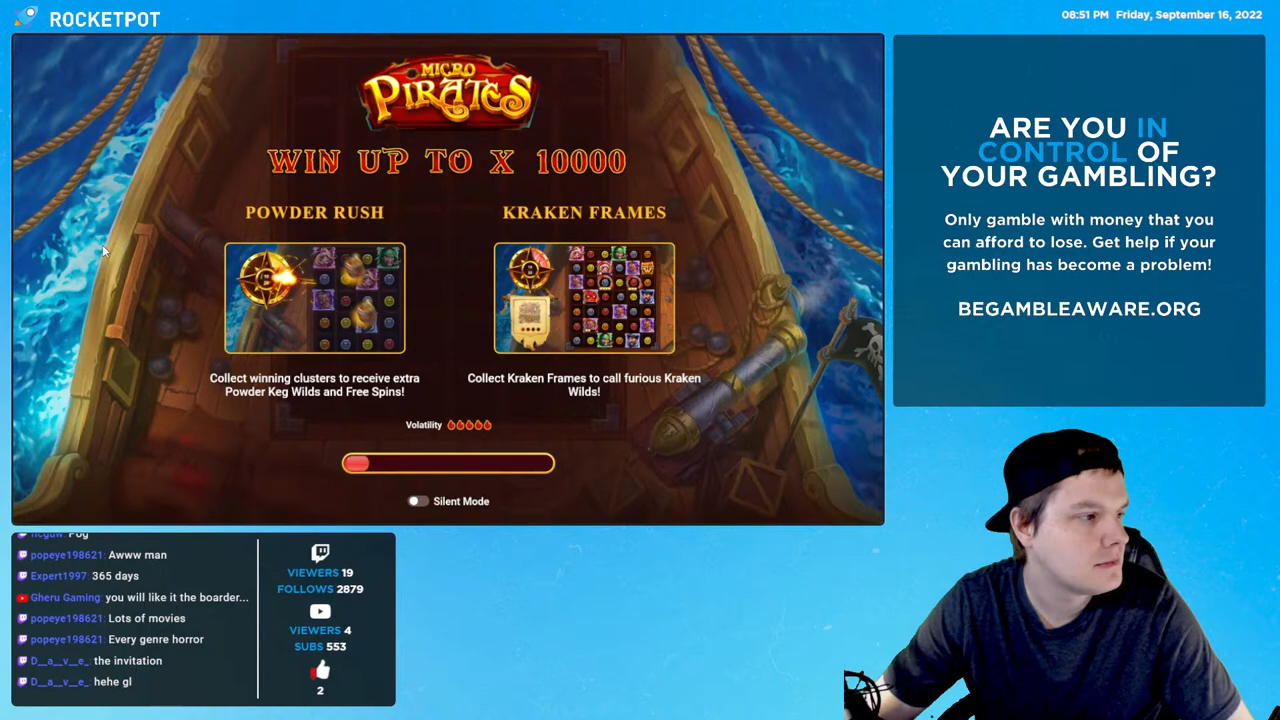 ROCKETPOT
08:51 PM Friday, September 16, 2022
MICRO
PIRATES
WIN UP TO X 10000
POWDER RUSH
KRAKEN FRAMES
Collect winning clusters to receive extra
Powder Keg Wilds and Free Spins!
Collect Kraken Frames to call furious Kraken
Wilds!
Volatility
Silent Mode
ARE YOU IN
CONTROL OF
YOUR GAMBLING?
Only gamble with money that you
can afford to lose. Get help if your
gambling has become a problem!
BEGAMBLEAWARE.ORG
popeye198621: Awww man
Expert1997: 365 days
Gheru Gaming: you will like it the boarder...
popeye198621: Lots of movies
popeye198621: Every genre horror
D__a__v__e_: the invitation
D__a__v__e_: hehe gl
VIEWERS 19
FOLLOWS 2879
VIEWERS 4
SUBS 553
2